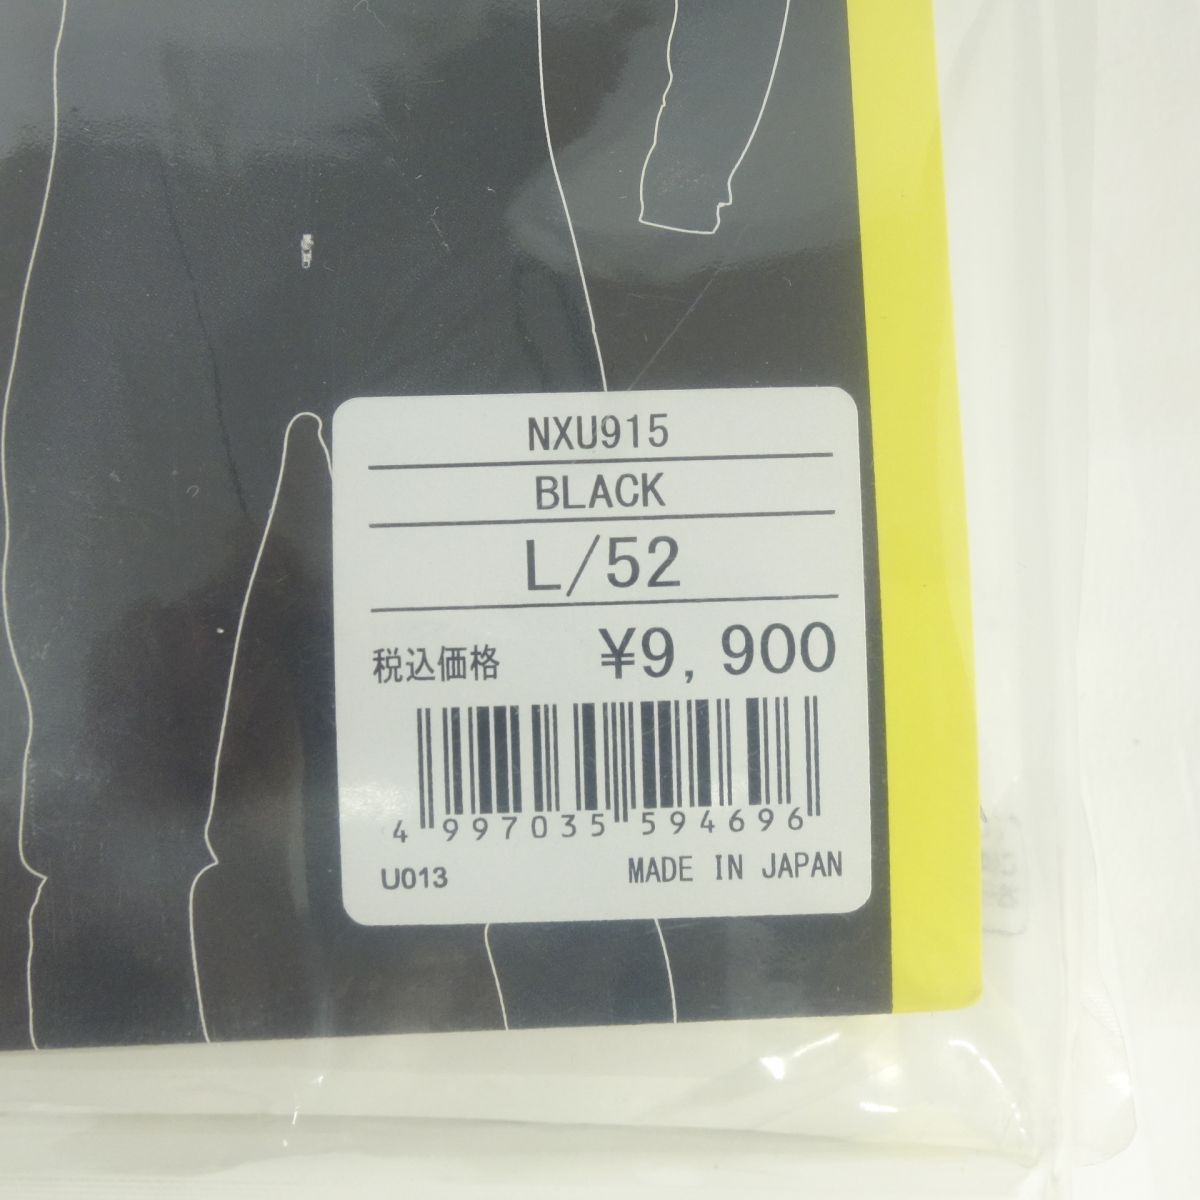 NXU915
BLACK
L/52
税込価格 ¥9,900
4 997035 594696
U013 MADE IN JAPAN